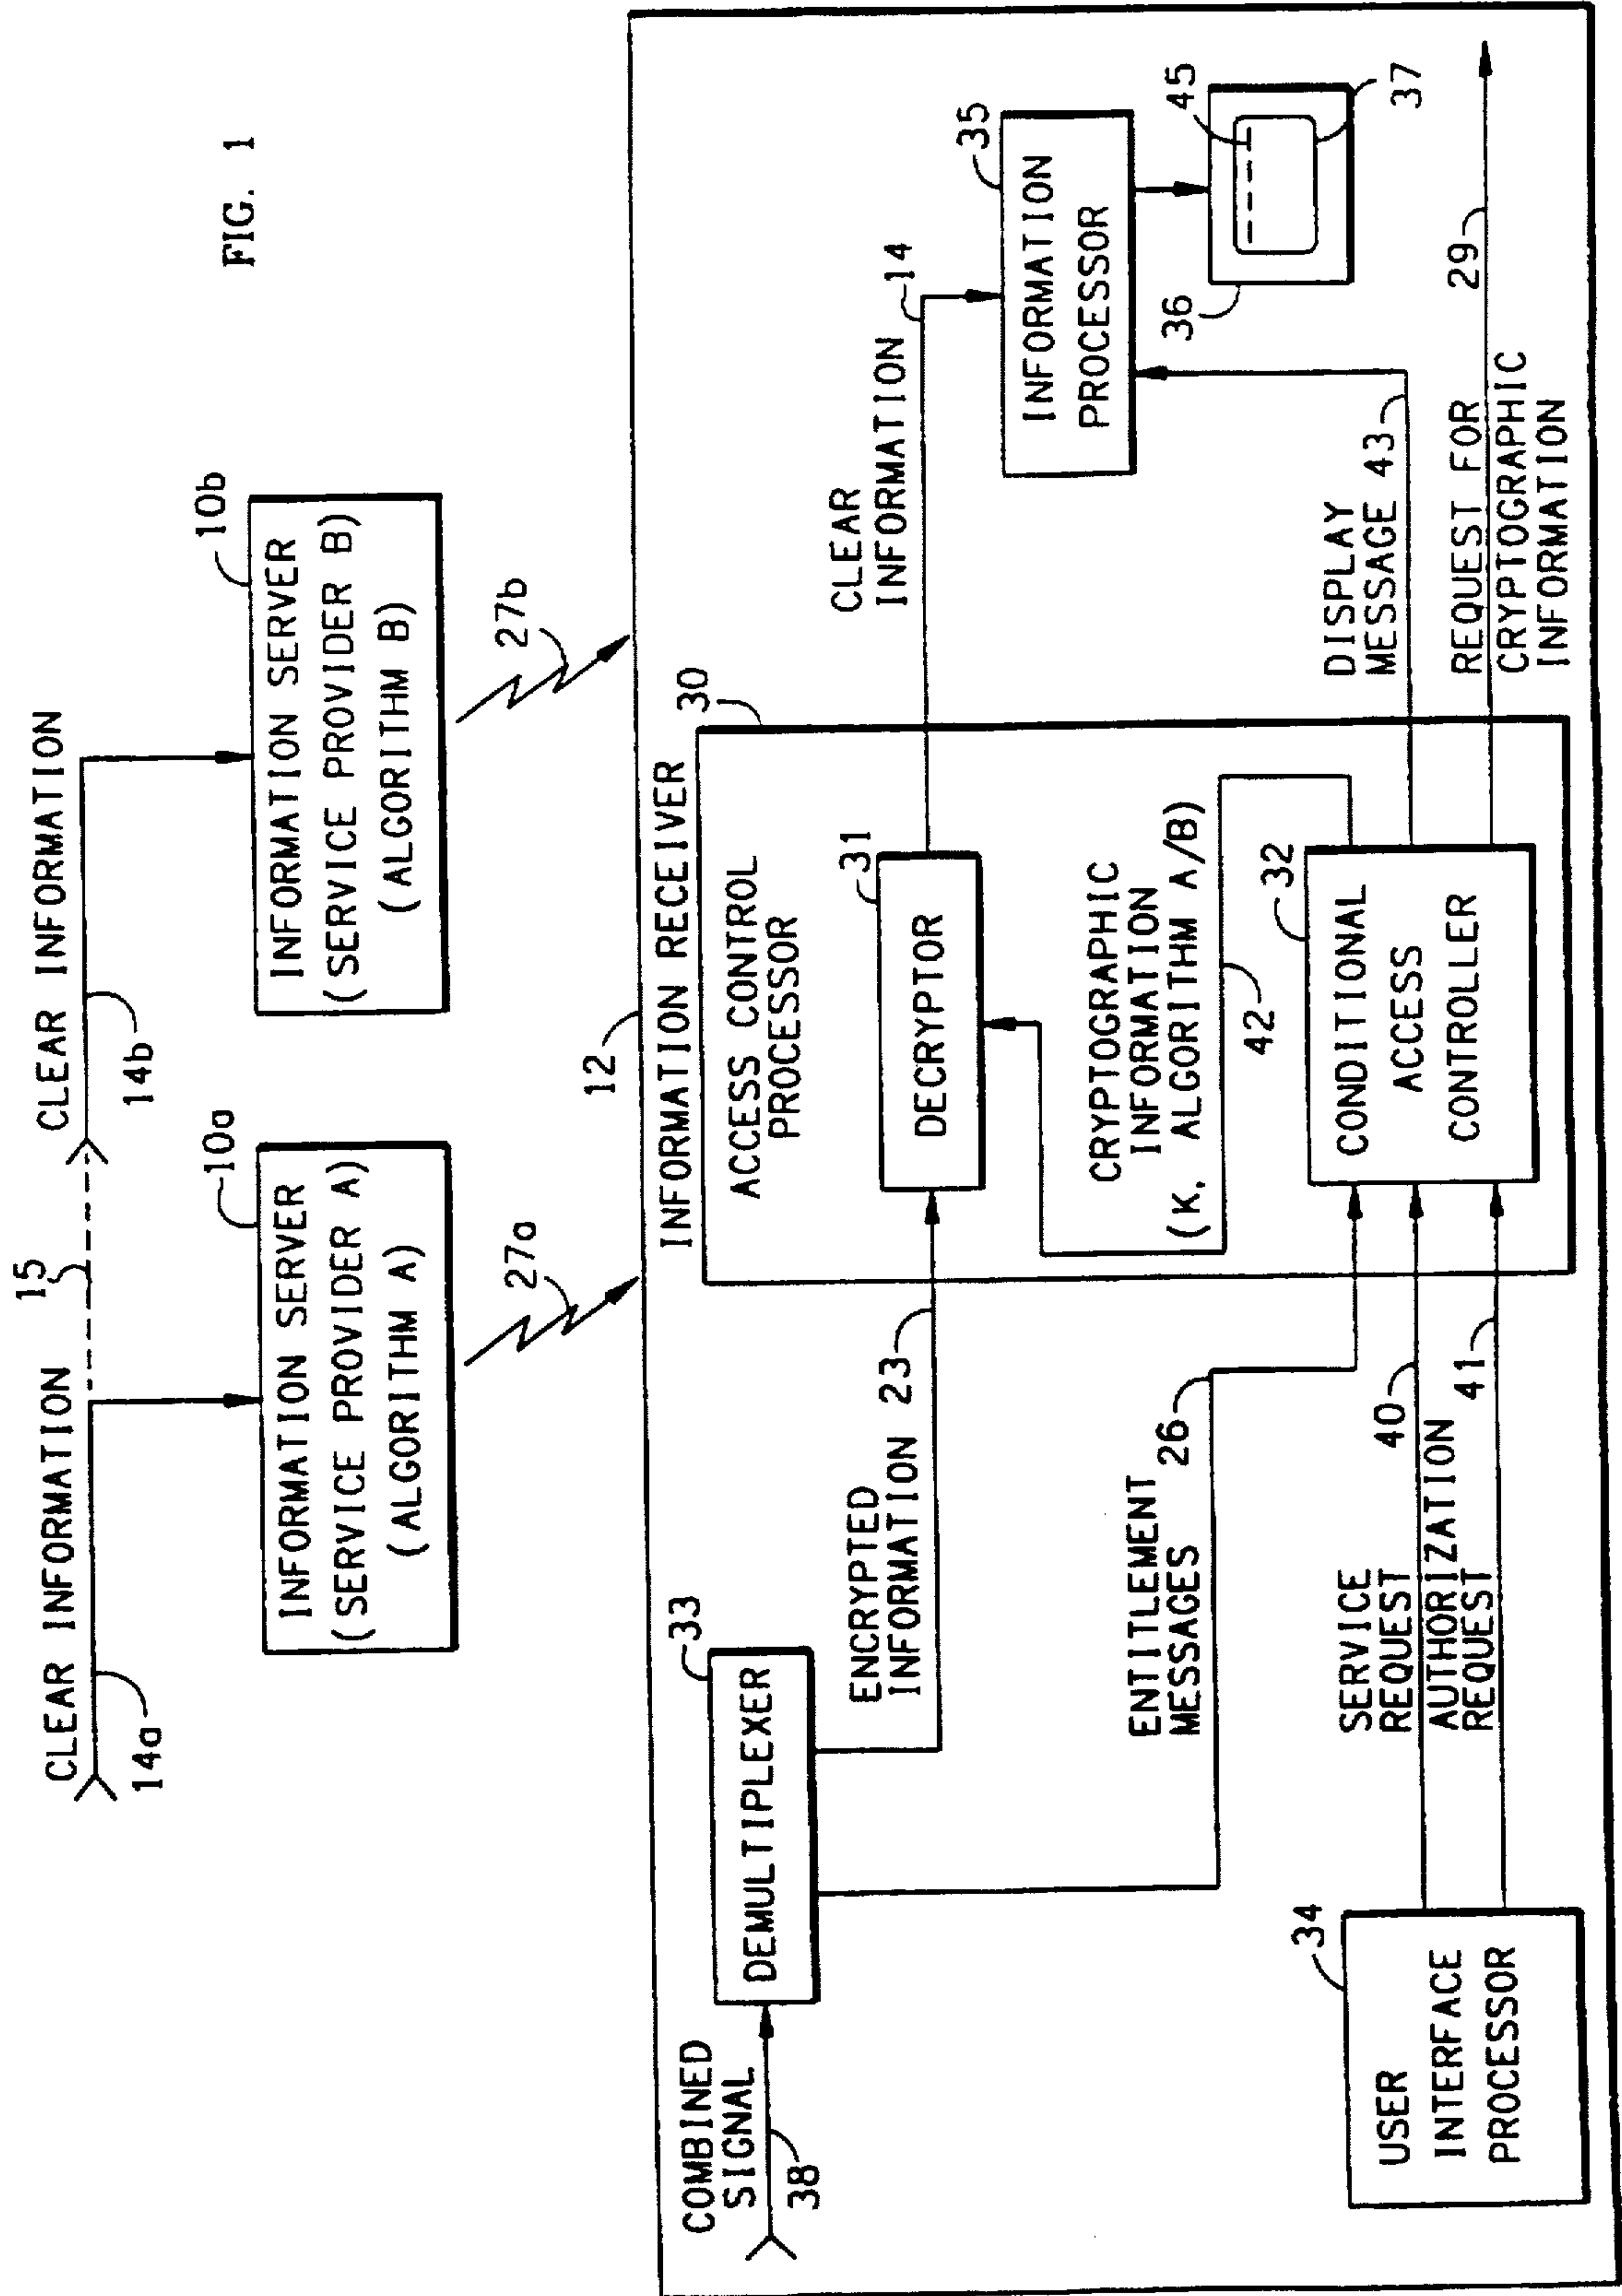 FIG. 1
CLEAR INFORMATION
15
CLEAR INFORMATION
14a
14b
10a
INFORMATION SERVER
(SERVICE PROVIDER A)
(ALGORITHM A)
10b
INFORMATION SERVER
(SERVICE PROVIDER B)
(ALGORITHM B)
27a
27b
12
INFORMATION RECEIVER
30
ACCESS CONTROL
PROCESSOR
COMBINED
SIGNAL
38
33
DEMULTIPLEXER
ENCRYPTED
INFORMATION 23
31
DECRYPTOR
CLEAR
INFORMATION
14
35
INFORMATION
PROCESSOR
36
45
37
ENTITLEMENT
MESSAGES
26
CRYPTOGRAPHIC
INFORMATION
(K, ALGORITHM A/B)
42
34
USER
INTERFACE
PROCESSOR
SERVICE
REQUEST
40
AUTHORIZATION
REQUEST
41
32
CONDITIONAL
ACCESS
CONTROLLER
DISPLAY
MESSAGE 43
REQUEST FOR
29
CRYPTOGRAPHIC
INFORMATION